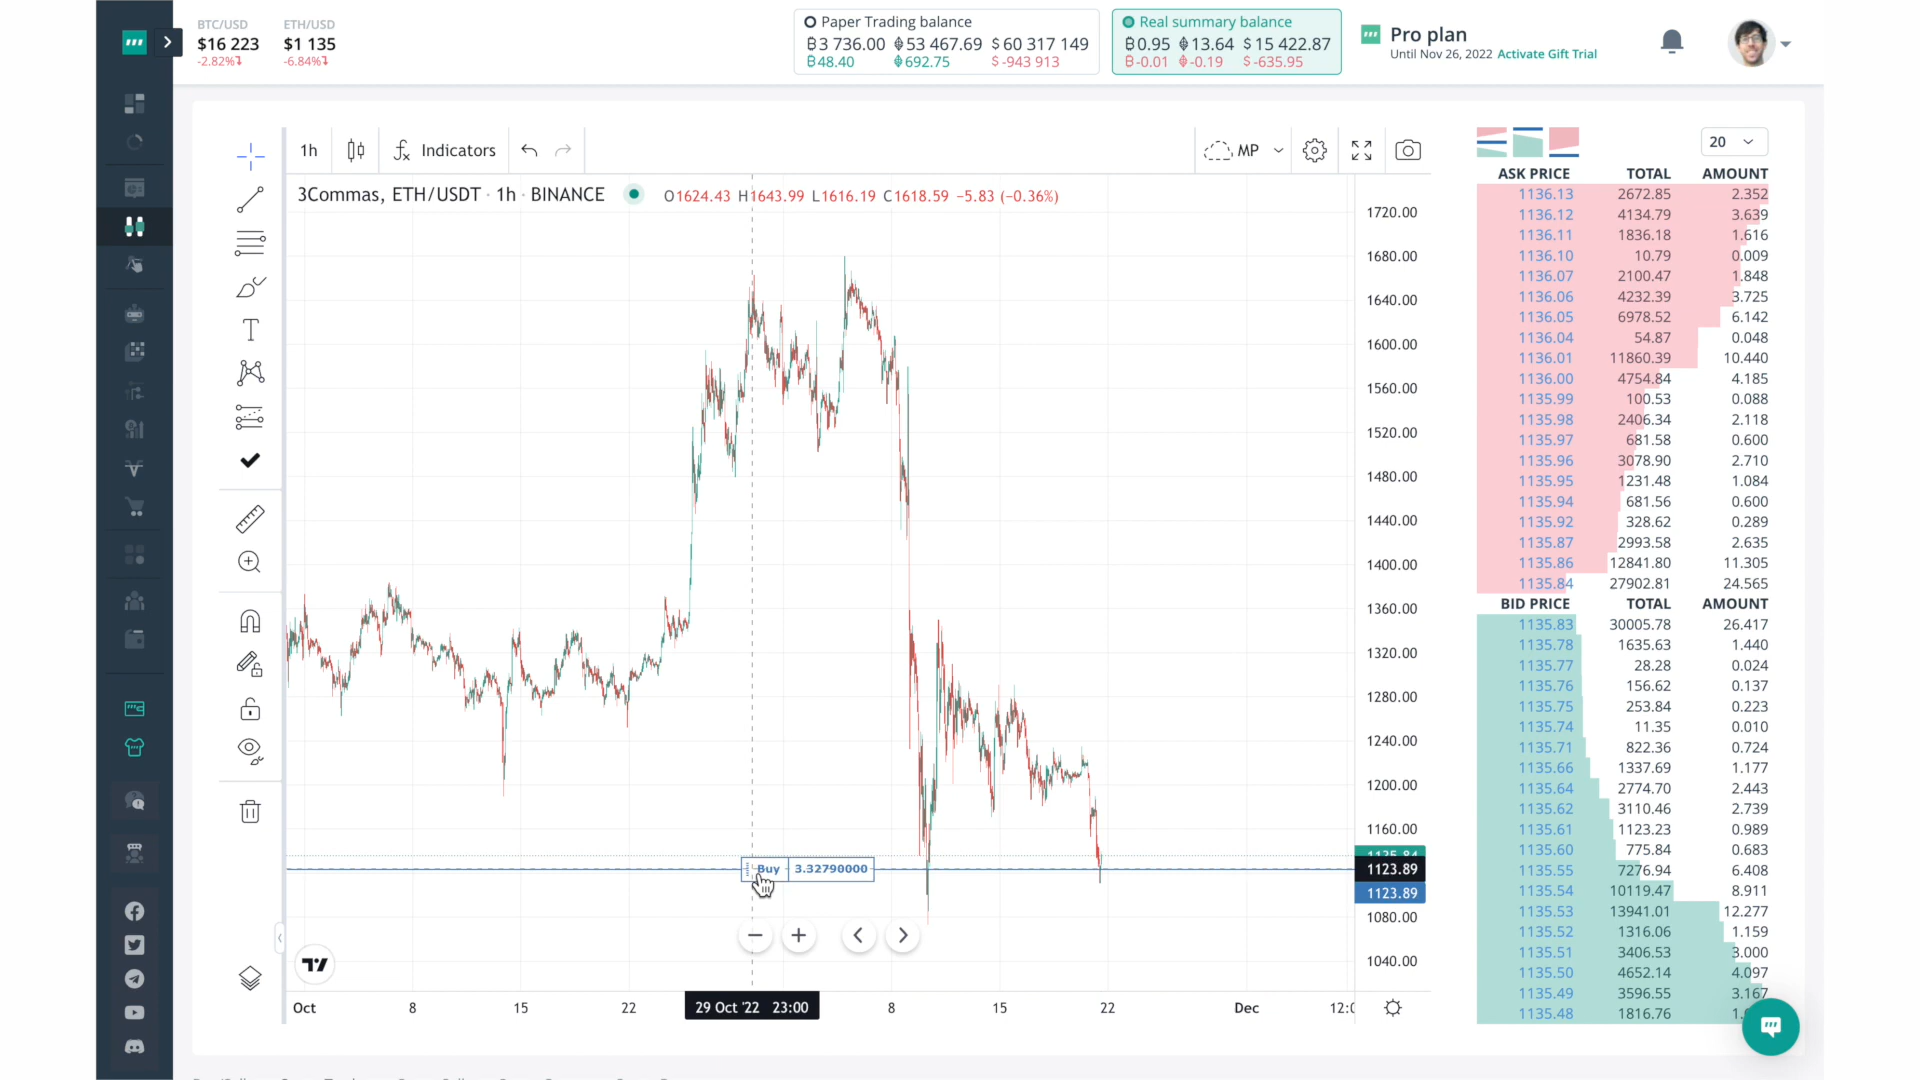 BTC/USD
$16 223
-2.82%
ETH/USD
$1 135
-6.84%
Paper Trading balance
3 736.00 53 467.69 $ 60 317 149
48.40 692.75 $ -943 913
Real summary balance
0.95 13.64 $ 15 422.87
-0.01 -0.19 $ -635.95
Pro plan
Until Nov 26, 2022 Activate Gift Trial
1h
Indicators
MP
20
3Commas, ETH/USDT · 1h · BINANCE
O1624.43 H1643.99 L1616.19 C1618.59 −5.83 (−0.36%)
1720.00
1680.00
1640.00
1600.00
1560.00
1520.00
1480.00
1440.00
1400.00
1360.00
1320.00
1280.00
1240.00
1200.00
1160.00
1135.84
1123.89
1123.89
1080.00
1040.00
Buy 3.32790000
Oct 8 15 22 29 Oct '22 23:00 8 15 22 Dec 12:0
ASK PRICE TOTAL AMOUNT
1136.13 2672.85 2.352
1136.12 4134.79 3.639
1136.11 1836.18 1.616
1136.10 10.79 0.009
1136.07 2100.47 1.848
1136.06 4232.39 3.725
1136.05 6978.52 6.142
1136.04 54.87 0.048
1136.01 11860.39 10.440
1136.00 4754.84 4.185
1135.99 100.53 0.088
1135.98 2406.34 2.118
1135.97 681.58 0.600
1135.96 3078.90 2.710
1135.95 1231.48 1.084
1135.94 681.56 0.600
1135.92 328.62 0.289
1135.87 2993.58 2.635
1135.86 12841.80 11.305
1135.84 27902.81 24.565
BID PRICE TOTAL AMOUNT
1135.83 30005.78 26.417
1135.78 1635.63 1.440
1135.77 28.28 0.024
1135.76 156.62 0.137
1135.75 253.84 0.223
1135.74 11.35 0.010
1135.71 822.36 0.724
1135.66 1337.69 1.177
1135.64 2774.70 2.443
1135.62 3110.46 2.739
1135.61 1123.23 0.989
1135.60 775.84 0.683
1135.55 7276.94 6.408
1135.54 10119.47 8.911
1135.53 13941.01 12.277
1135.52 1316.06 1.159
1135.51 3406.53 3.000
1135.50 4652.14 4.097
1135.49 3596.55 3.167
1135.48 1816.76